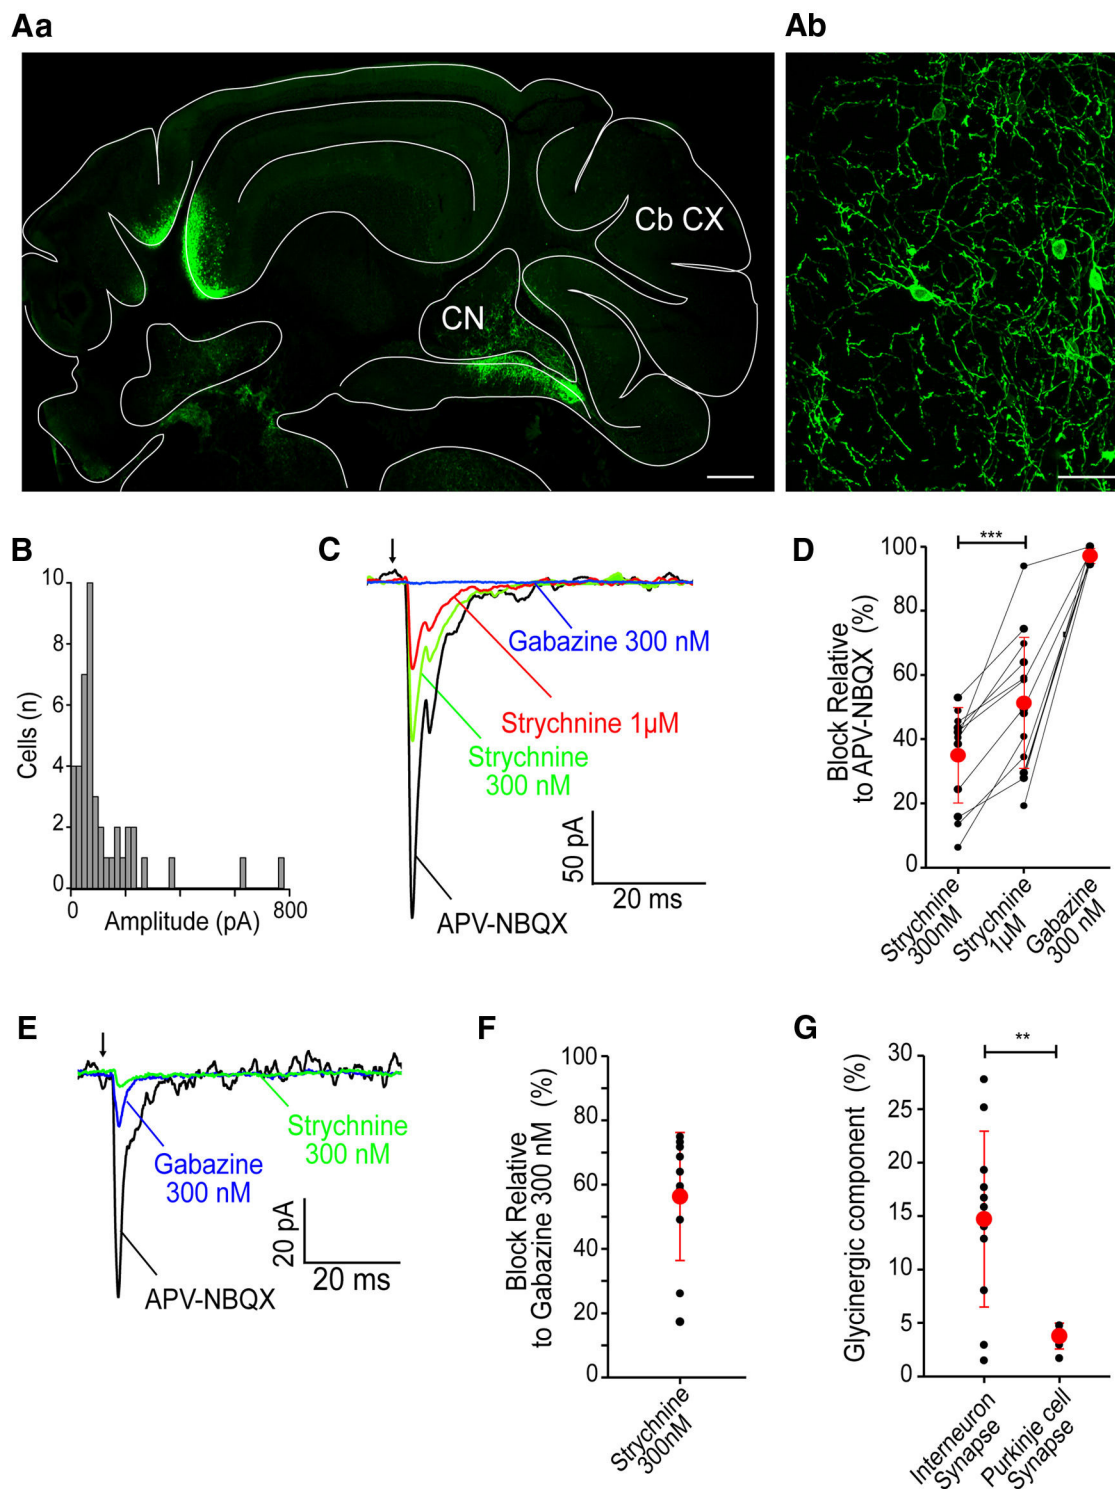 Aa
Ab
Cb CX
CN
B
Cells (n)
10
8
6
4
2
0
0
800
Amplitude (pA)
C
Gabazine 300 nM
Strychnine 1µM
Strychnine
300 nM
APV-NBQX
50 pA
20 ms
D
***
Block Relative
to APV-NBQX (%)
100
80
60
40
20
0
Strychnine
300nM
Strychnine
1µM
Gabazine
300 nM
E
Strychnine
300 nM
Gabazine
300 nM
APV-NBQX
20 pA
20 ms
F
Block Relative
to Gabazine 300 nM (%)
100
80
60
40
20
0
Strychnine
300nM
G
**
Glycinergic component (%)
30
25
20
15
10
5
0
Interneuron
Synapse
Purkinje cell
Synapse